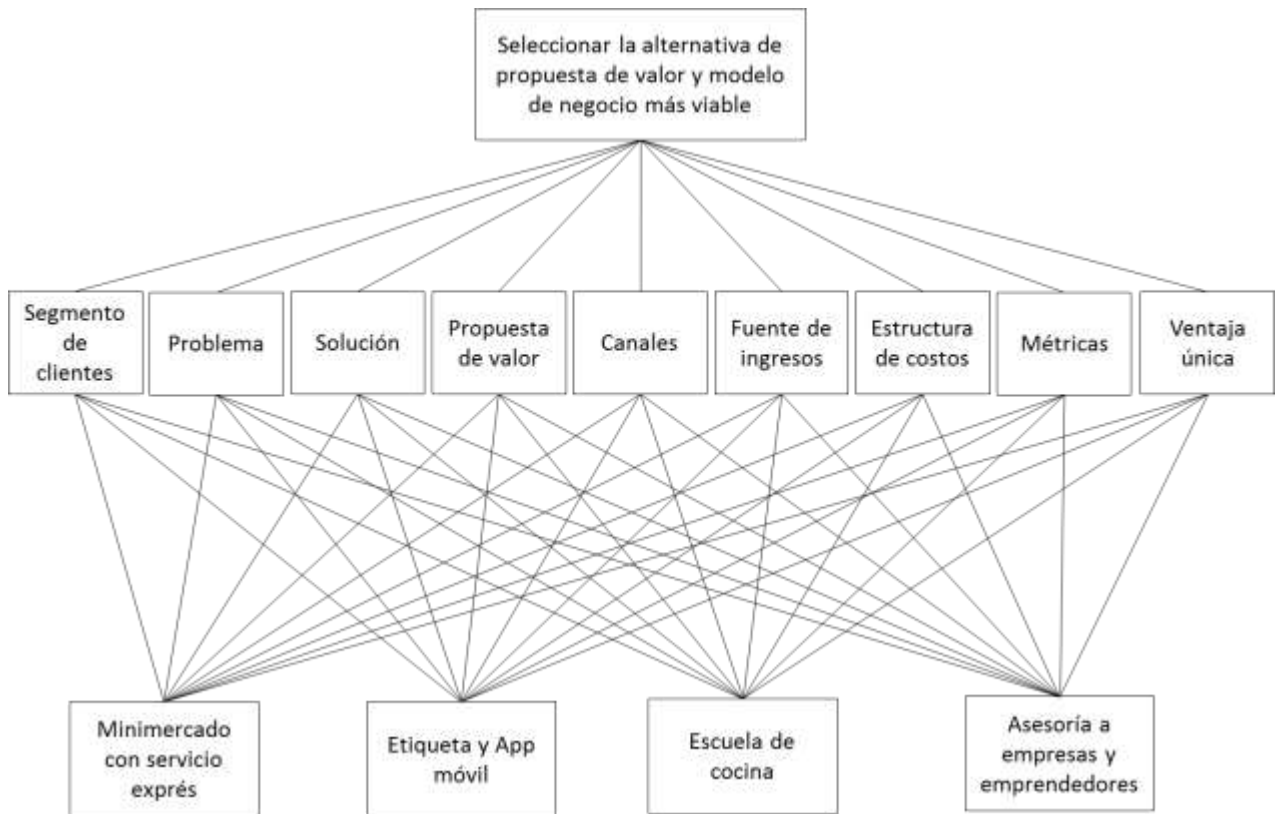 Seleccionar la alternativa de
propuesta de valor y modelo
de negocio más viable
Segmento
de
clientes
Problema
Solución
Propuesta
de valor
Canales
Fuente de
ingresos
Estructura
de costos
Métricas
Ventaja
única
Minimercado
con servicio
exprés
Etiqueta y App
móvil
Escuela de
cocina
Asesoría a
empresas y
emprendedores